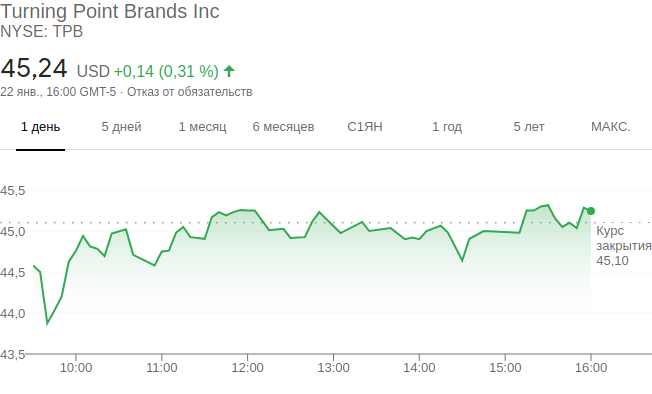 Turning Point Brands Inc
NYSE: TPB
45,24 USD +0,14 (0,31 %)
22 янв., 16:00 GMT-5 · Отказ от обязательств
1 день 5 дней 1 месяц 6 месяцев С1ЯН 1 год 5 лет МАКС.
45,5
45,0
Курс
закрытия
45,10
44,5
44,0
43,5
10:00 11:00 12:00 13:00 14:00 15:00 16:00